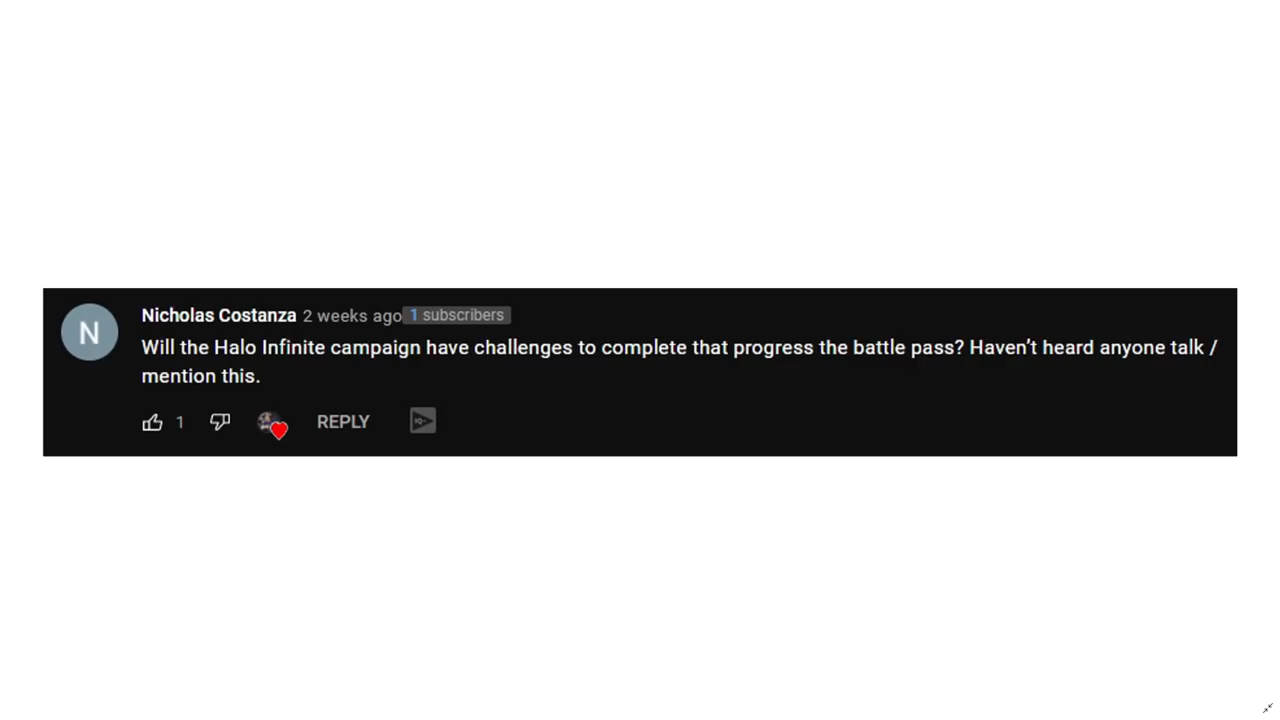 N
Nicholas Costanza 2 weeks ago 1 subscribers
Will the Halo Infinite campaign have challenges to complete that progress the battle pass? Haven’t heard anyone talk /
mention this.
1 REPLY